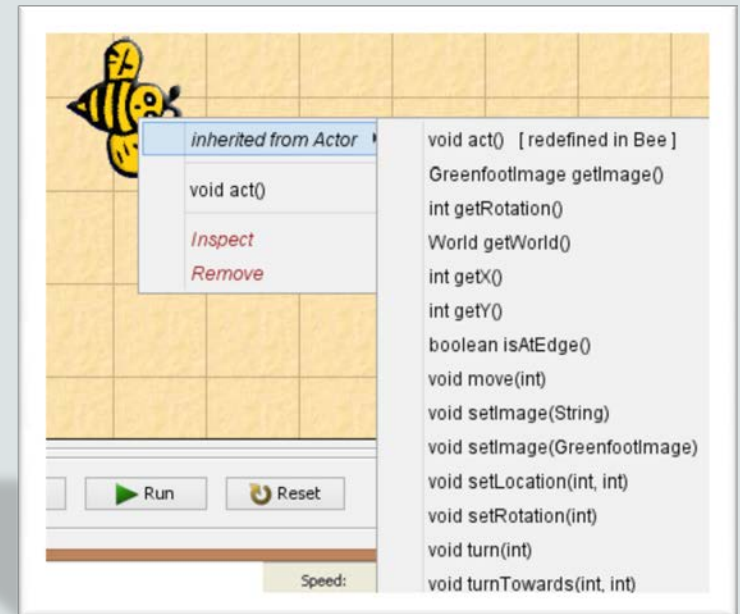 inherited from Actor
void act()
Inspect
Remove
void act() [ redefined in Bee ]
GreenfootImage getImage()
int getRotation()
World getWorld()
int getX()
int getY()
boolean isAtEdge()
void move(int)
void setImage(String)
void setImage(GreenfootImage)
void setLocation(int, int)
void setRotation(int)
void turn(int)
void turnTowards(int, int)
Run
Reset
Speed: